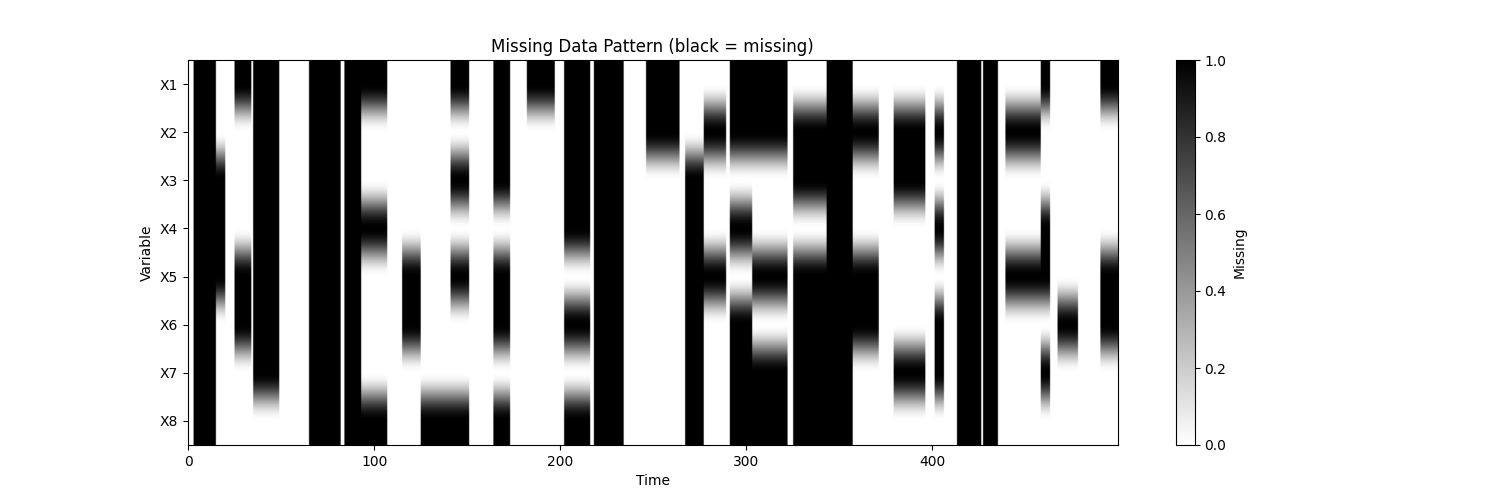 Missing Data Pattern (black = missing)
Variable
X1
X2
X3
X4
X5
X6
X7
X8
0 100 200 300 400
Time
1.0
0.8
0.6
0.4
0.2
0.0
Missing